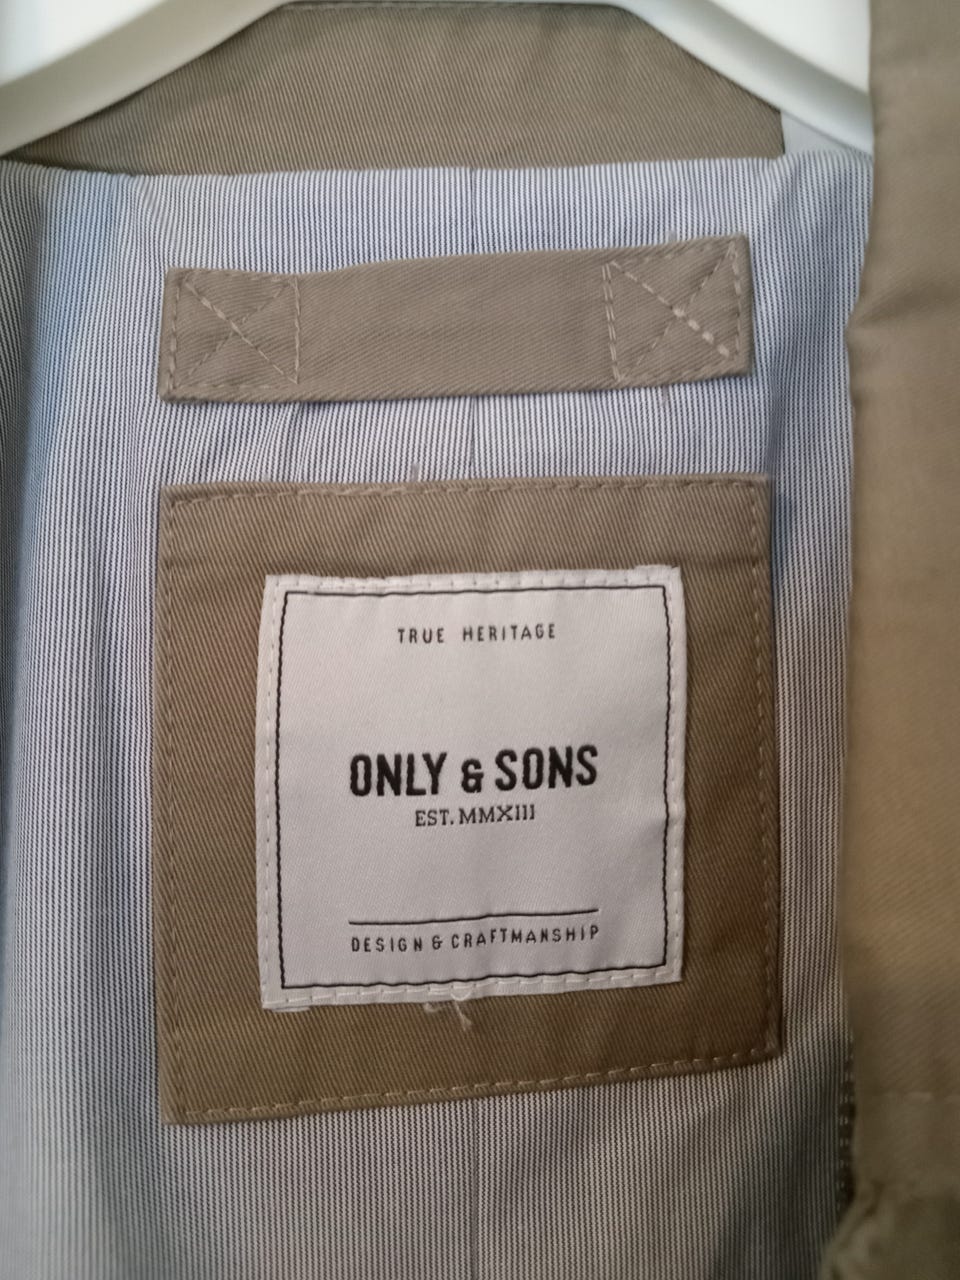 TRUE HERITAGE
ONLY & SONS
EST. MMXIII
DESIGN & CRAFTMANSHIP